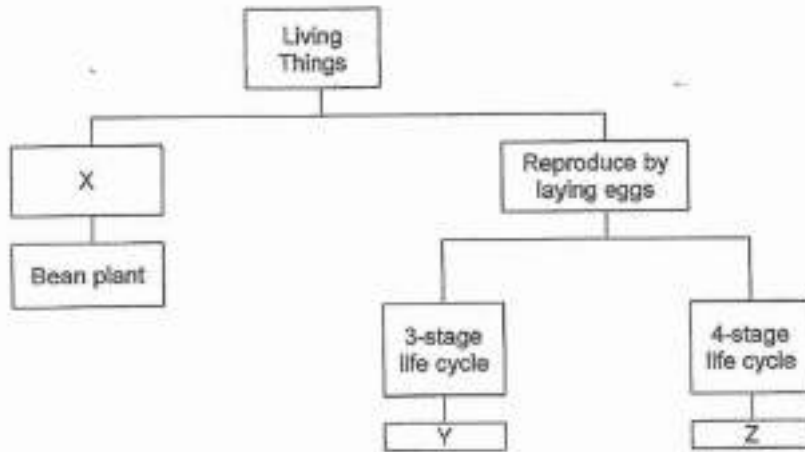 Living
Things
X
Reproduce by
laying eggs
Bean plant
3-stage
life cycle
4-stage
life cycle
Y
Z